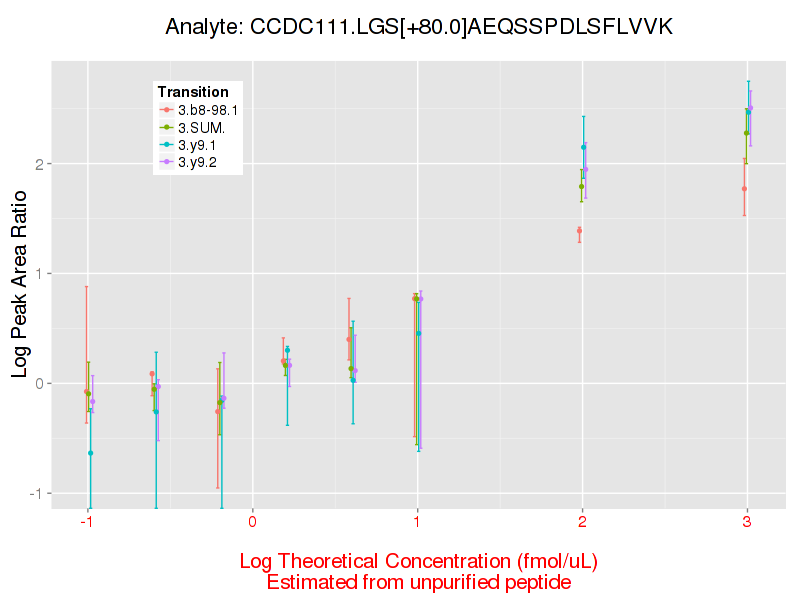 Analyte: CCDC111.LGS[+80.0]AEQSSPDLSFLVVK
Log Peak Area Ratio
2
1
0
-1
Transition
3.b8-98.1
3.SUM.
3.y9.1
3.y9.2
-1 0 1 2 3
Log Theoretical Concentration (fmol/uL)
Estimated from unpurified peptide